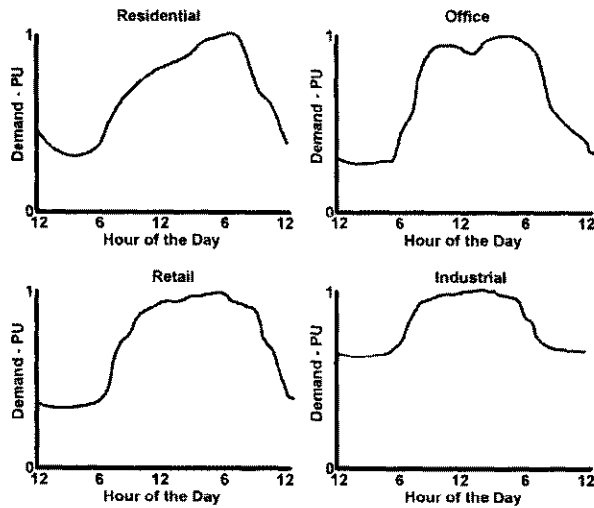 Residential
1
Demand - PU
0
12 6 12 6 12
Hour of the Day
Office
1
Demand - PU
0
12 6 12 6 12
Hour of the Day
Retail
1
Demand - PU
0
12 6 12 6 12
Hour of the Day
Industrial
1
Demand - PU
0
12 6 12 6 12
Hour of the Day